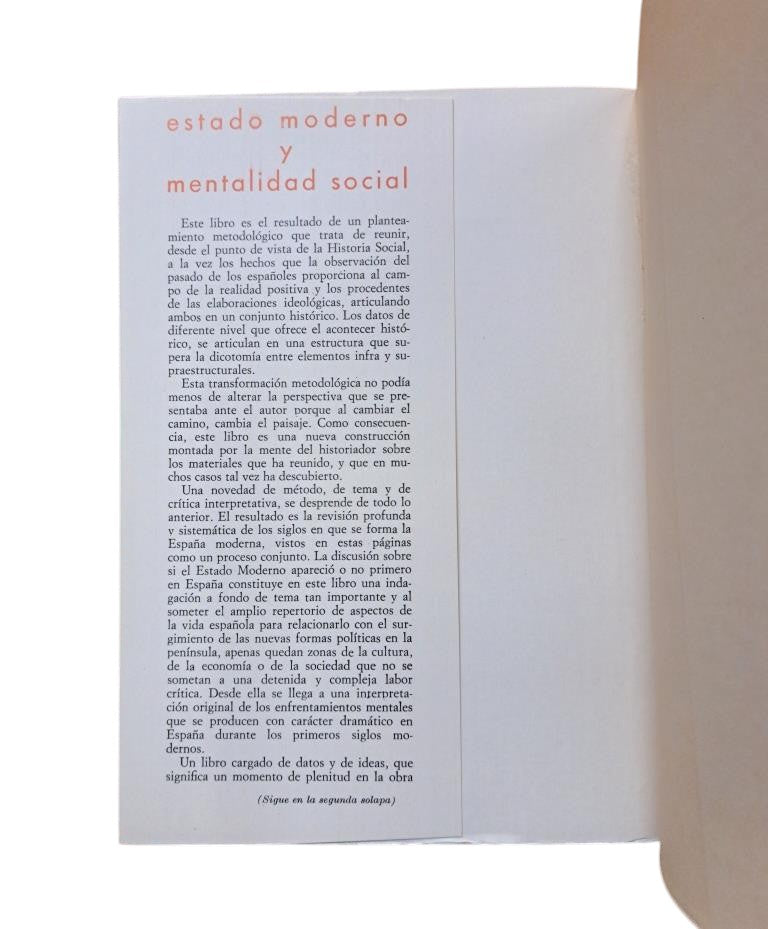 estado moderno
y
mentalidad social
Este libro es el resultado de un plantea-
miento metodológico que trata de reunir,
desde el punto de vista de la Historia Social,
a la vez los hechos que la observación del
pasado de los españoles proporciona al cam-
po de la realidad positiva y los procedentes
de las elaboraciones ideológicas, articulando
ambos en un conjunto histórico. Los datos de
diferente nivel que ofrece el acontecer histó-
rico, se articulan en una estructura que su-
pera la dicotomía entre elementos infra y su-
praestructurales.
Esta transformación metodológica no podía
menos de alterar la perspectiva que se pre-
sentaba ante el autor porque al cambiar el
camino, cambia el paisaje. Como consecuen-
cia, este libro es una nueva construcción
montada por la mente del historiador sobre
los materiales que ha reunido, y que en mu-
chos casos tal vez ha descubierto.
Una novedad de método, de tema y de
crítica interpretativa, se desprende de todo lo
anterior. El resultado es la revisión profunda
y sistemática de los siglos en que se forma la
España moderna, vistos en estas páginas
como un proceso conjunto. La discusión sobre
si el Estado Moderno apareció o no primero
en España constituye en este libro una inda-
gación a fondo de tema tan importante y al
someter el amplio repertorio de aspectos de
la vida española para relacionarlo con el sur-
gimiento de las nuevas formas políticas en la
península, apenas quedan zonas de la cultura,
de la economía o de la sociedad que no se
sometan a una detenida y compleja labor
crítica. Desde ella se llega a una interpreta-
ción original de los enfrentamientos mentales
que se producen con carácter dramático en
España durante los primeros siglos mo-
dernos.
Un libro cargado de datos y de ideas, que
significa un momento de plenitud en la obra
(Sigue en la segunda solapa)